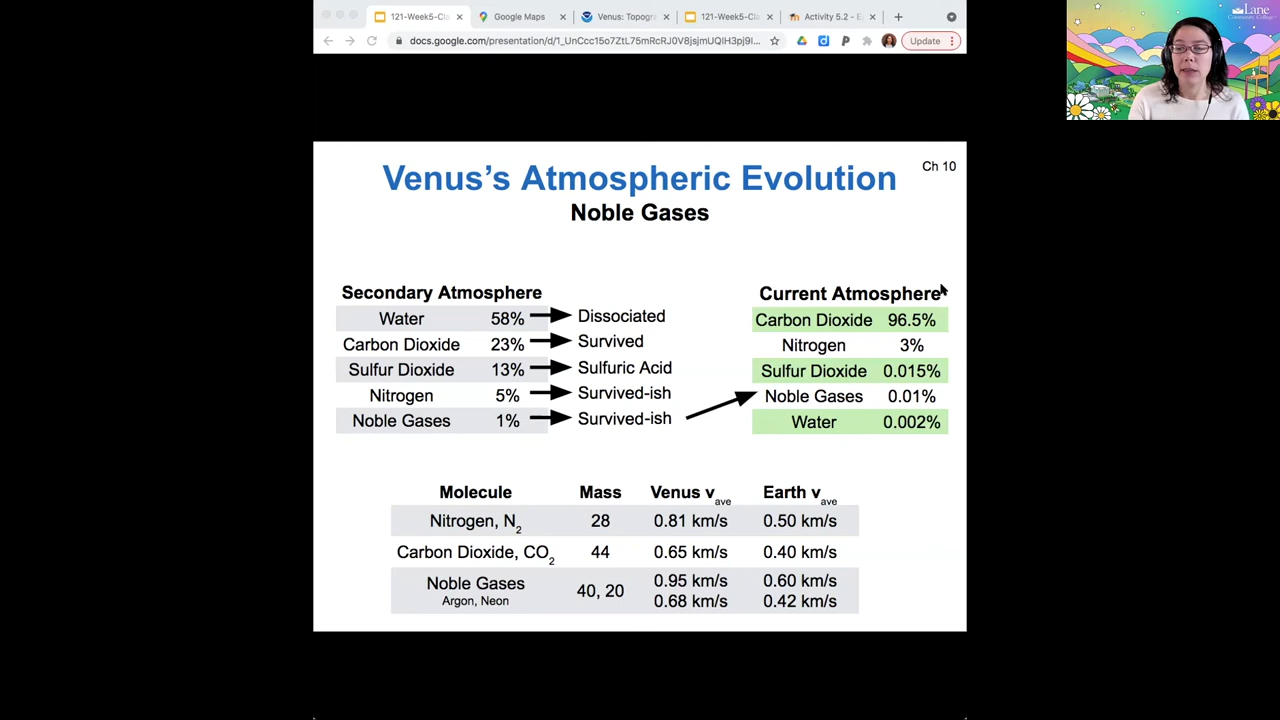 121-Week5-Cla
Google Maps
Venus: Topogr
121-Week5-Cla
Activity 5.2 - E
docs.google.com/presentation/d/1_UnCcc15o7ZtL75mRcRJ0V8jsjmUQIH3pj9I...
Update
Lane
Community College
Ch 10
Venus's Atmospheric Evolution
Noble Gases
Secondary Atmosphere
Water 58% Dissociated
Carbon Dioxide 23% Survived
Sulfur Dioxide 13% Sulfuric Acid
Nitrogen 5% Survived-ish
Noble Gases 1% Survived-ish
Current Atmosphere
Carbon Dioxide 96.5%
Nitrogen 3%
Sulfur Dioxide 0.015%
Noble Gases 0.01%
Water 0.002%
Molecule Mass Venus vave Earth vave
Nitrogen, N2 28 0.81 km/s 0.50 km/s
Carbon Dioxide, CO2 44 0.65 km/s 0.40 km/s
Noble Gases 40, 20 0.95 km/s 0.60 km/s
Argon, Neon 0.68 km/s 0.42 km/s